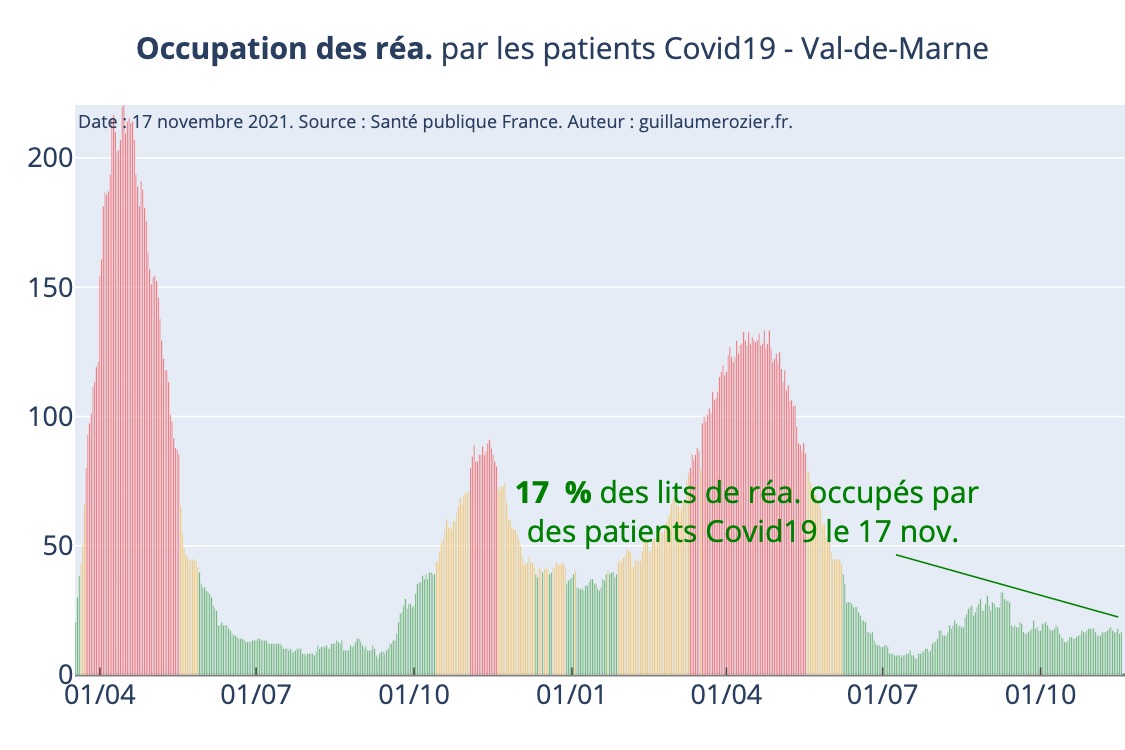 Occupation des réa. par les patients Covid19 - Val-de-Marne
Date : 17 novembre 2021. Source : Santé publique France. Auteur : guillaumerozier.fr.
200
150
100
17 % des lits de réa. occupés par
des patients Covid19 le 17 nov.
50
0
01/04 01/07 01/10 01/01 01/04 01/07 01/10